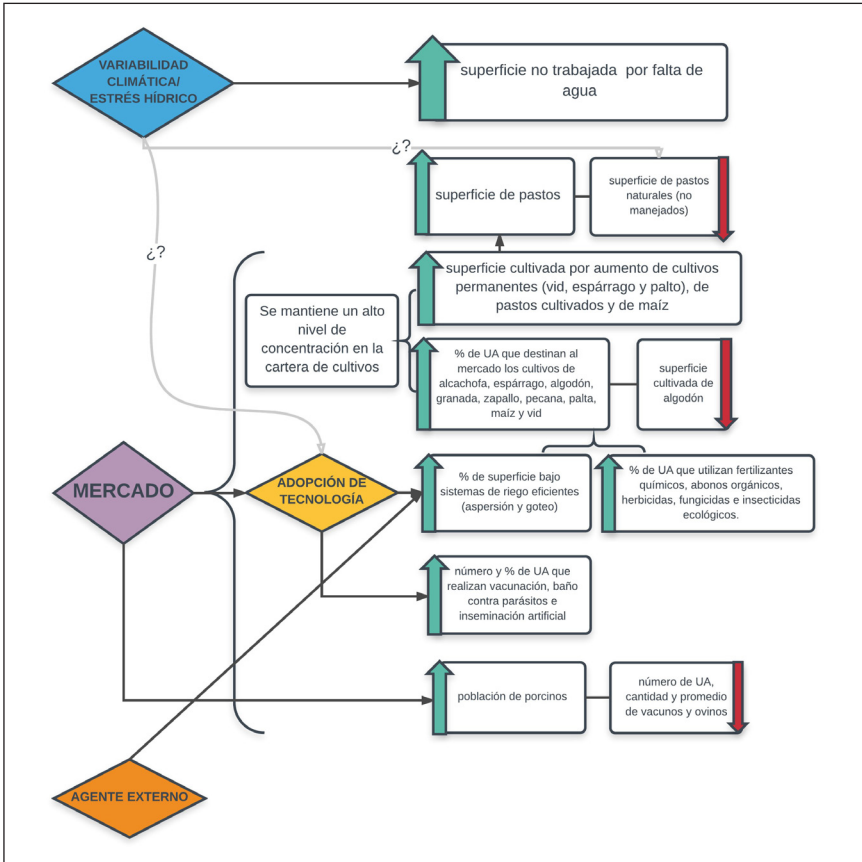 VARIABILIDAD
CLIMÁTICA/
ESTRÉS HÍDRICO
superficie no trabajada por falta de
agua
¿?
superficie de pastos
superficie de pastos
naturales (no
manejados)
¿?
superficie cultivada por aumento de cultivos
permanentes (vid, espárrago y palto), de
pastos cultivados y de maíz
Se mantiene un alto
nivel de
concentración en la
cartera de cultivos
% de UA que destinan al
mercado los cultivos de
alcachofa, espárrago, algodón,
granada, zapallo, pecana, palta,
maíz y vid
superficie
cultivada de
algodón
MERCADO
ADOPCIÓN DE
TECNOLOGÍA
% de superficie bajo
sistemas de riego eficientes
(aspersión y goteo)
% de UA que utilizan fertilizantes
químicos, abonos orgánicos,
herbicidas, fungicidas e insecticidas
ecológicos.
número y % de UA que
realizan vacunación, baño
contra parásitos e
inseminación artificial
población de porcinos
número de UA,
cantidad y promedio
de vacunos y ovinos
AGENTE EXTERNO